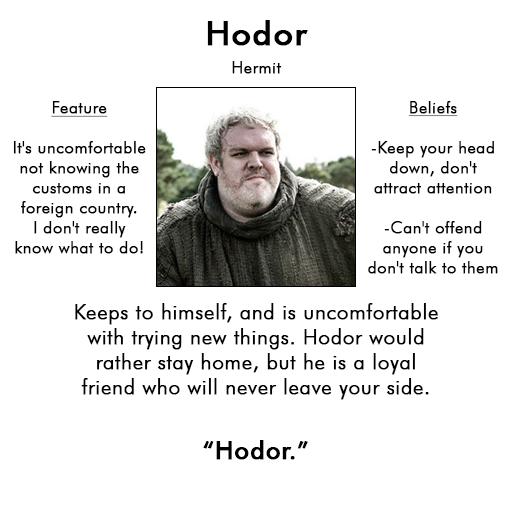 Hodor
Hermit
Feature
It's uncomfortable
not knowing the
customs in a
foreign country.
I don't really
know what to do!
Beliefs
-Keep your head
down, don't
attract attention
-Can't offend
anyone if you
don't talk to them
Keeps to himself, and is uncomfortable
with trying new things. Hodor would
rather stay home, but he is a loyal
friend who will never leave your side.
“Hodor.”